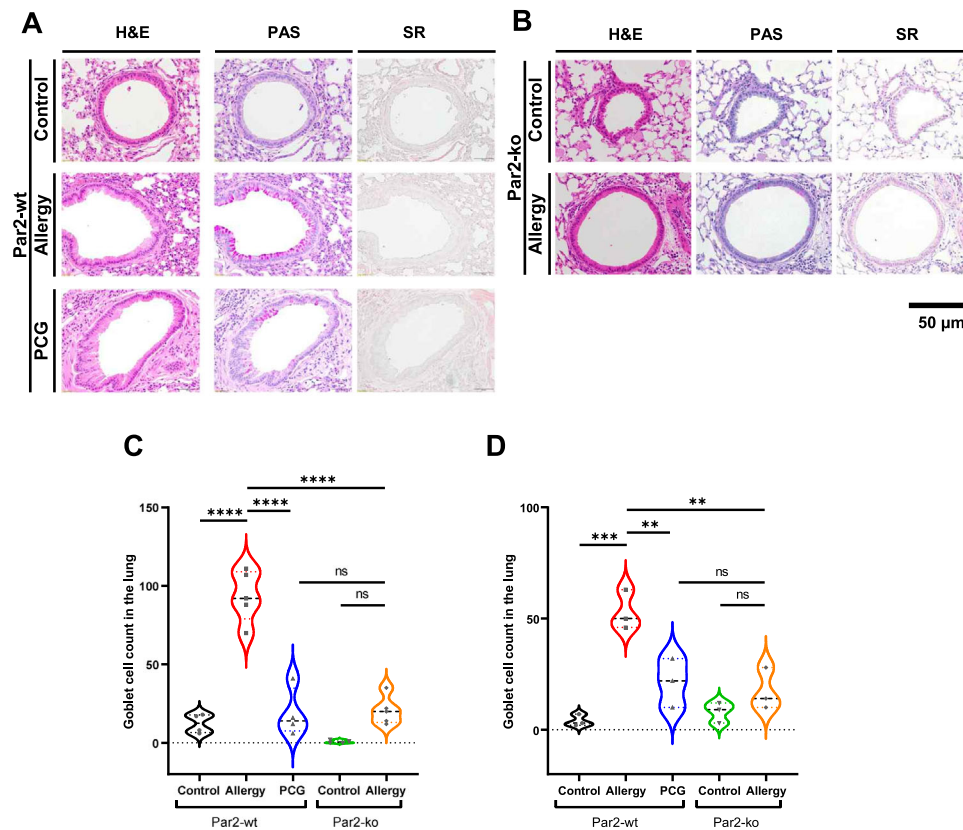 A
H&E PAS SR
Par2-wt
Control
Allergy
PCG
B
H&E PAS SR
Par2-ko
Control
Allergy
50 µm
C
Goblet cell count in the lung
150
100
50
0
****
**** ****
ns
ns
Control Allergy PCG Control Allergy
Par2-wt Par2-ko
D
Goblet cell count in the lung
100
50
0
**
*** **
ns
ns
Control Allergy PCG Control Allergy
Par2-wt Par2-ko